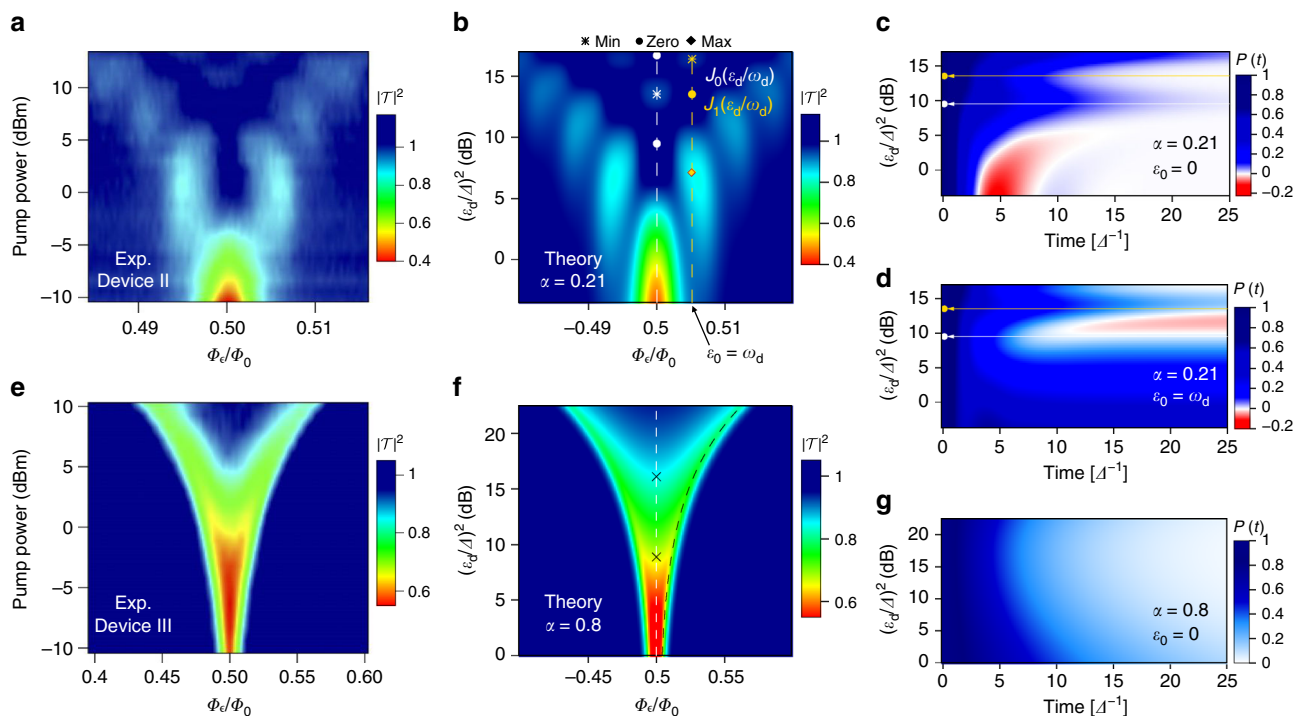 a
Pump power (dBm)
10
5
0
−5
−10
Exp.
Device II
0.49
0.50
0.51
Φϵ/Φ0
|𝒯|²
1
0.8
0.6
0.4
b
✳ Min ● Zero ◆ Max
(εd/Δ)² (dB)
15
10
5
0
J0(εd/ωd)
J1(εd/ωd)
Theory
α = 0.21
−0.49
0.5
0.51
Φϵ/Φ0
ε0 = ωd
|𝒯|²
1
0.8
0.6
0.4
c
(εd/Δ)² (dB)
15
10
5
0
α = 0.21
ε0 = 0
0
5
10
15
20
25
Time [Δ−1]
P (t)
1
0.8
0.6
0.4
0.2
0
−0.2
d
(εd/Δ)² (dB)
15
10
5
0
α = 0.21
ε0 = ωd
0
5
10
15
20
25
Time [Δ−1]
P (t)
1
0.8
0.6
0.4
0.2
0
−0.2
e
Pump power (dBm)
10
5
0
−5
−10
Exp.
Device III
0.4
0.45
0.50
0.55
0.60
Φϵ/Φ0
|𝒯|²
1
0.8
0.6
f
(εd/Δ)² (dB)
20
15
10
5
0
Theory
α = 0.8
−0.45
0.5
0.55
Φϵ/Φ0
|𝒯|²
1
0.8
0.6
g
(εd/Δ)² (dB)
20
15
10
5
0
α = 0.8
ε0 = 0
0
5
10
15
20
25
Time [Δ−1]
P (t)
1
0.8
0.6
0.4
0.2
0